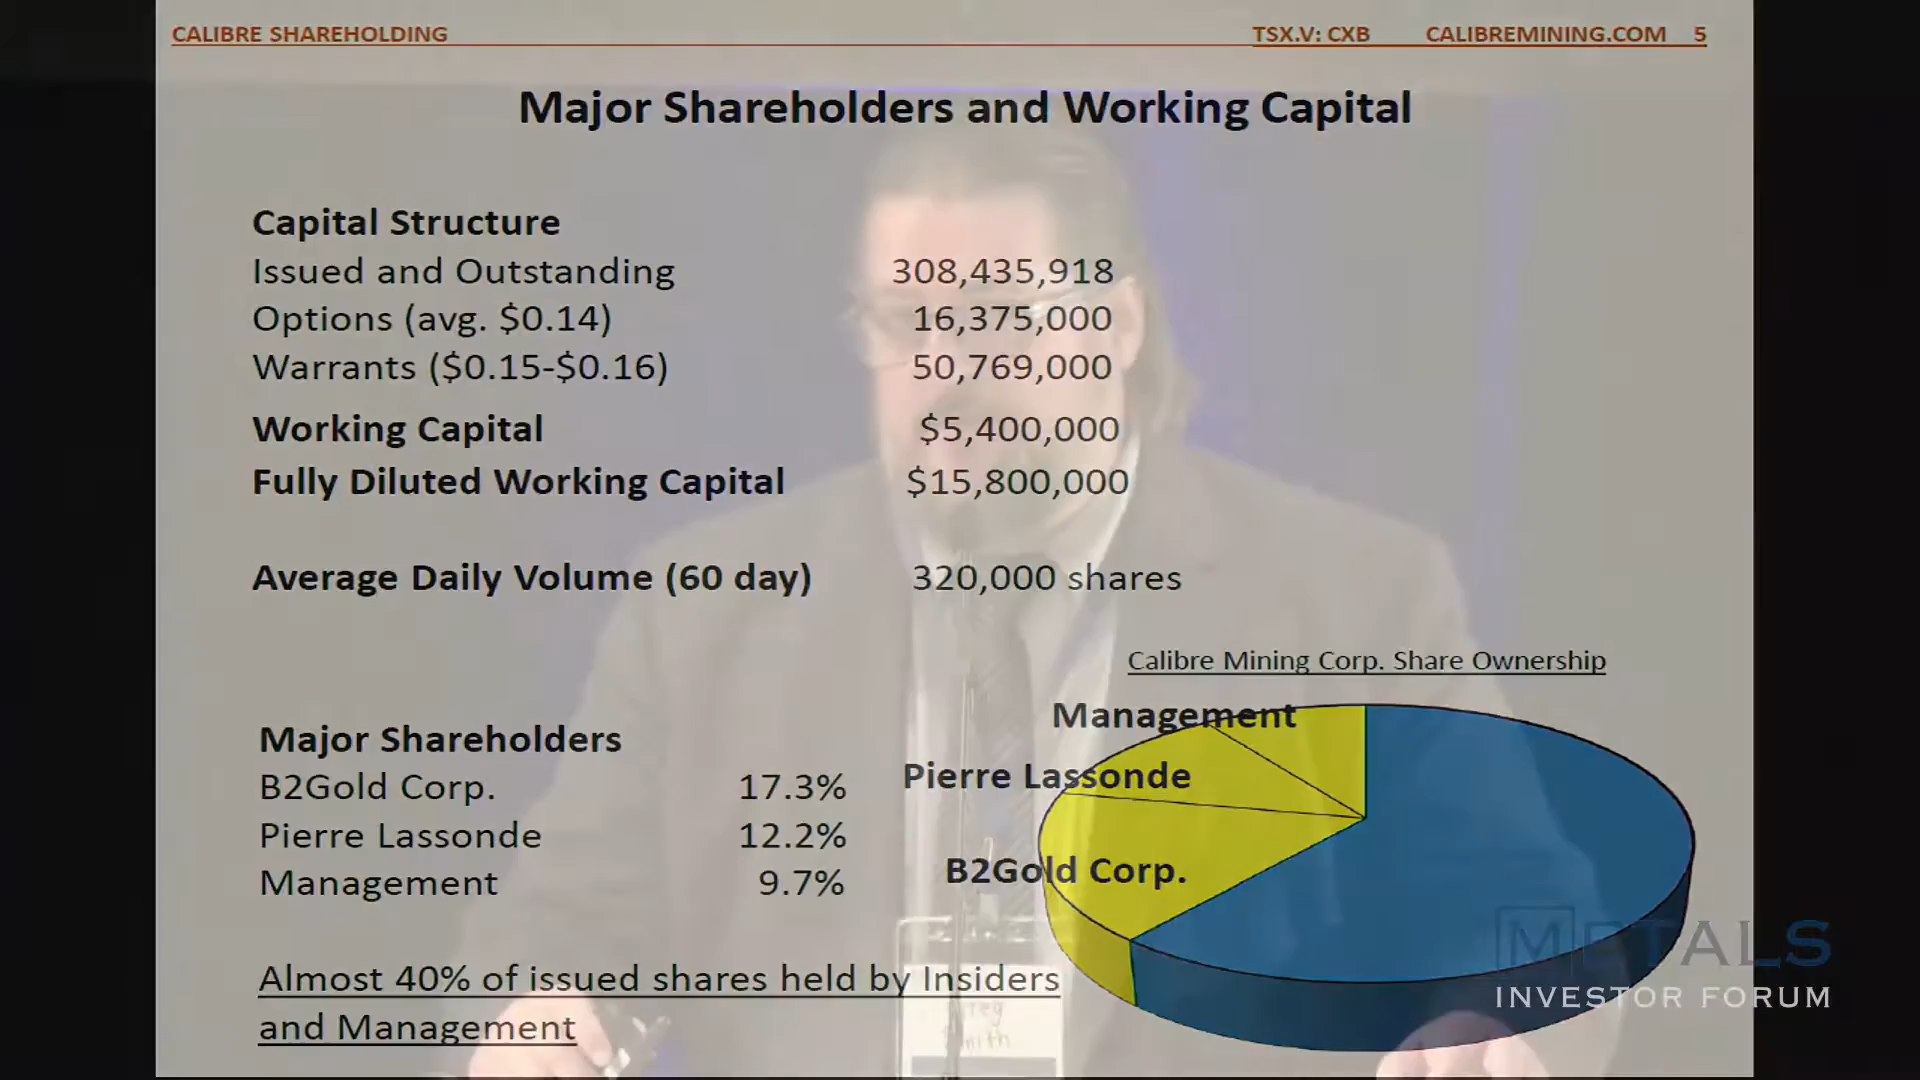 CALIBRE SHAREHOLDING TSX.V: CXB CALIBREMINING.COM 5
Major Shareholders and Working Capital
Capital Structure
Issued and Outstanding 308,435,918
Options (avg. $0.14) 16,375,000
Warrants ($0.15-$0.16) 50,769,000
Working Capital $5,400,000
Fully Diluted Working Capital $15,800,000
Average Daily Volume (60 day) 320,000 shares
Calibre Mining Corp. Share Ownership
Management
Pierre Lassonde
B2Gold Corp.
Major Shareholders
B2Gold Corp. 17.3%
Pierre Lassonde 12.2%
Management 9.7%
Almost 40% of issued shares held by Insiders
and Management
METALS
INVESTOR FORUM